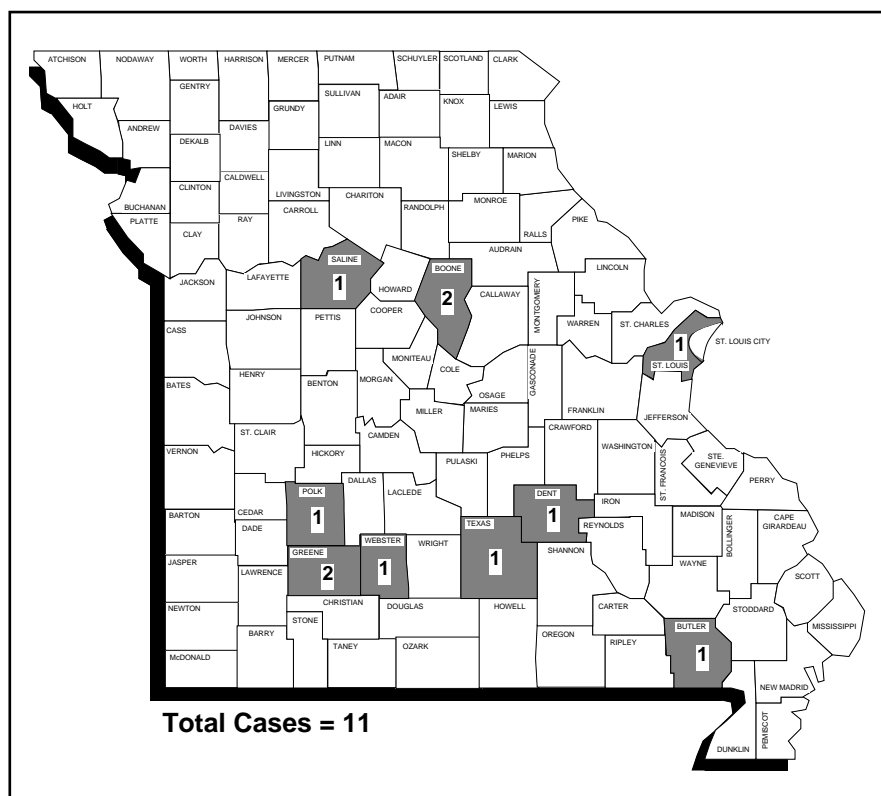 ATCHISON
NODAWAY
WORTH
HARRISON
MERCER
PUTNAM
SCHUYLER
SCOTLAND
CLARK
GENTRY
SULLIVAN
ADAIR
KNOX
LEWIS
HOLT
GRUNDY
ANDREW
DAVIES
DEKALB
LINN
MACON
SHELBY
MARION
CALDWELL
CLINTON
LIVINGSTON
CHARITON
BUCHANAN
RANDOLPH
MONROE
CARROLL
PLATTE
RAY
PIKE
RALLS
CLAY
AUDRAIN
SALINE
1
BOONE
2
LINCOLN
LAFAYETTE
JACKSON
HOWARD
CALLAWAY
MONTGOMERY
COOPER
JOHNSON
PETTIS
WARREN
ST. CHARLES
CASS
ST. LOUIS CITY
1
ST. LOUIS
MONITEAU
COLE
GASCONADE
HENRY
BENTON
MORGAN
BATES
OSAGE
MILLER
MARIES
FRANKLIN
JEFFERSON
CRAWFORD
ST. CLAIR
CAMDEN
HICKORY
VERNON
PULASKI
PHELPS
WASHINGTON
ST. FRANCOIS
STE.
GENEVIEVE
PERRY
DALLAS
POLK
1
LACLEDE
DENT
1
IRON
CEDAR
BARTON
DADE
TEXAS
1
REYNOLDS
MADISON
BOLLINGER
CAPE
GIRARDEAU
WEBSTER
1
WRIGHT
GREENE
2
SHANNON
JASPER
LAWRENCE
WAYNE
SCOTT
CHRISTIAN
DOUGLAS
HOWELL
NEWTON
STONE
CARTER
STODDARD
MISSISSIPPI
BARRY
TANEY
OZARK
OREGON
RIPLEY
BUTLER
1
McDONALD
NEW MADRID
Total Cases = 11
DUNKLIN
PEMISCOT